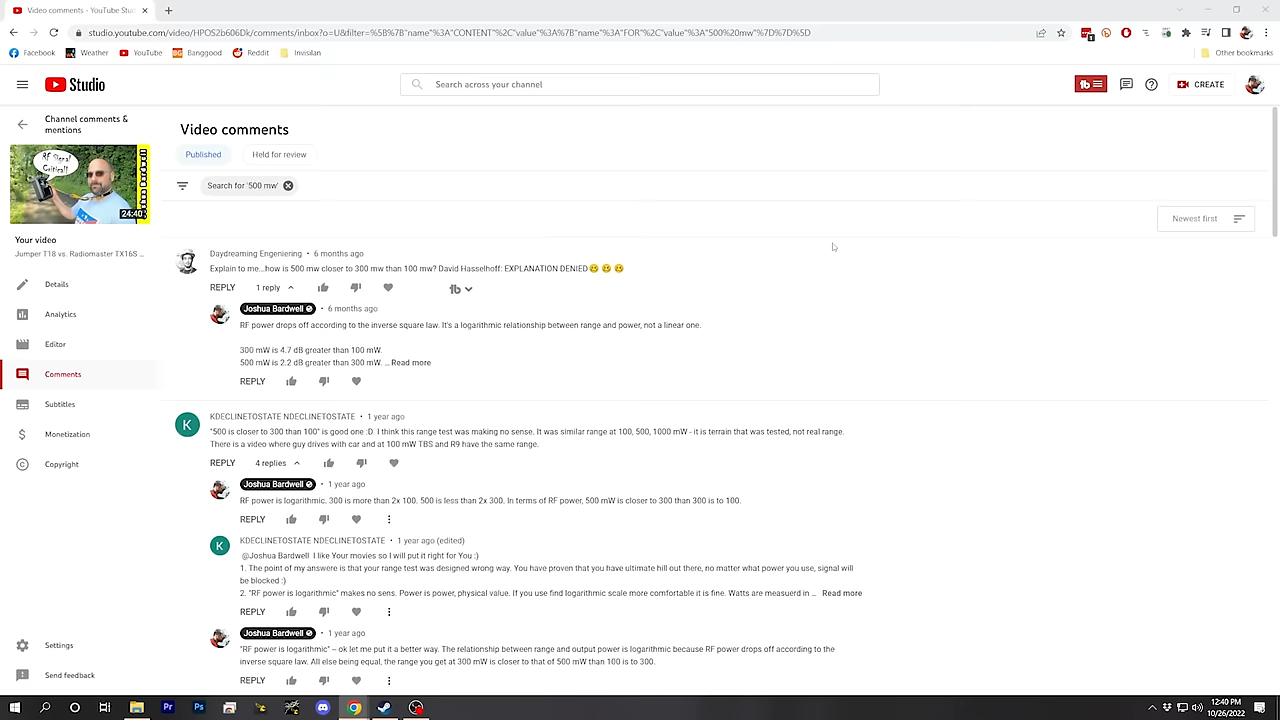 Video comments - YouTube Stu
studio.youtube.com/video/HPOS2b606Dk/comments/inbox?o=U&filter=%5B%7B"name"%3A"CONTENT"%2C"value"%3A%7B"name"%3A"FOR"%2C"value"%3A"500%20mw"%7D%7D%5D
Facebook Weather YouTube Banggood Reddit Invisilan Other bookmarks
Studio
Search across your channel
CREATE
Channel comments &
mentions
RF Signal
Critical!
Joshua Bardwell
24:40
Your video
Jumper T18 vs. Radiomaster TX16S ...
Details
Analytics
Editor
Comments
Subtitles
Monetization
Copyright
Settings
Send feedback
Video comments
Published Held for review
Search for '500 mw'
Newest first
Daydreaming Engeniering • 6 months ago
Explain to me...how is 500 mw closer to 300 mw than 100 mw? David Hasselhoff: EXPLANATION DENIED
REPLY 1 reply
Joshua Bardwell • 6 months ago
RF power drops off according to the inverse square law. It's a logarithmic relationship between range and power, not a linear one.
300 mW is 4.7 dB greater than 100 mW.
500 mW is 2.2 dB greater than 300 mW. ... Read more
REPLY
K
KDECLINETOSTATE NDECLINETOSTATE • 1 year ago
"500 is closer to 300 than 100" is good one :D. I think this range test was making no sense. It was similar range at 100, 500, 1000 mW - it is terrain that was tested, not real range.
There is a video where guy drives with car and at 100 mW TBS and R9 have the same range.
REPLY 4 replies
Joshua Bardwell • 1 year ago
RF power is logarithmic. 300 is more than 2x 100. 500 is less than 2x 300. In terms of RF power, 500 mW is closer to 300 than 300 is to 100.
REPLY
K
KDECLINETOSTATE NDECLINETOSTATE • 1 year ago (edited)
@Joshua Bardwell I like Your movies so I will put it right for You :)
1. The point of my answere is that your range test was designed wrong way. You have proven that you have ultimate hill out there, no matter what power you use, signal will
be blocked :)
2. "RF power is logarithmic" makes no sens. Power is power, physical value. If you use find logarithmic scale more comfortable it is fine. Watts are measuerd in ... Read more
REPLY
Joshua Bardwell • 1 year ago
"RF power is logarithmic" – ok let me put it a better way. The relationship between range and output power is logarithmic because RF power drops off according to the
inverse square law. All else being equal, the range you get at 300 mW is closer to that of 500 mW than 100 is to 300.
REPLY
12:40 PM
10/26/2022